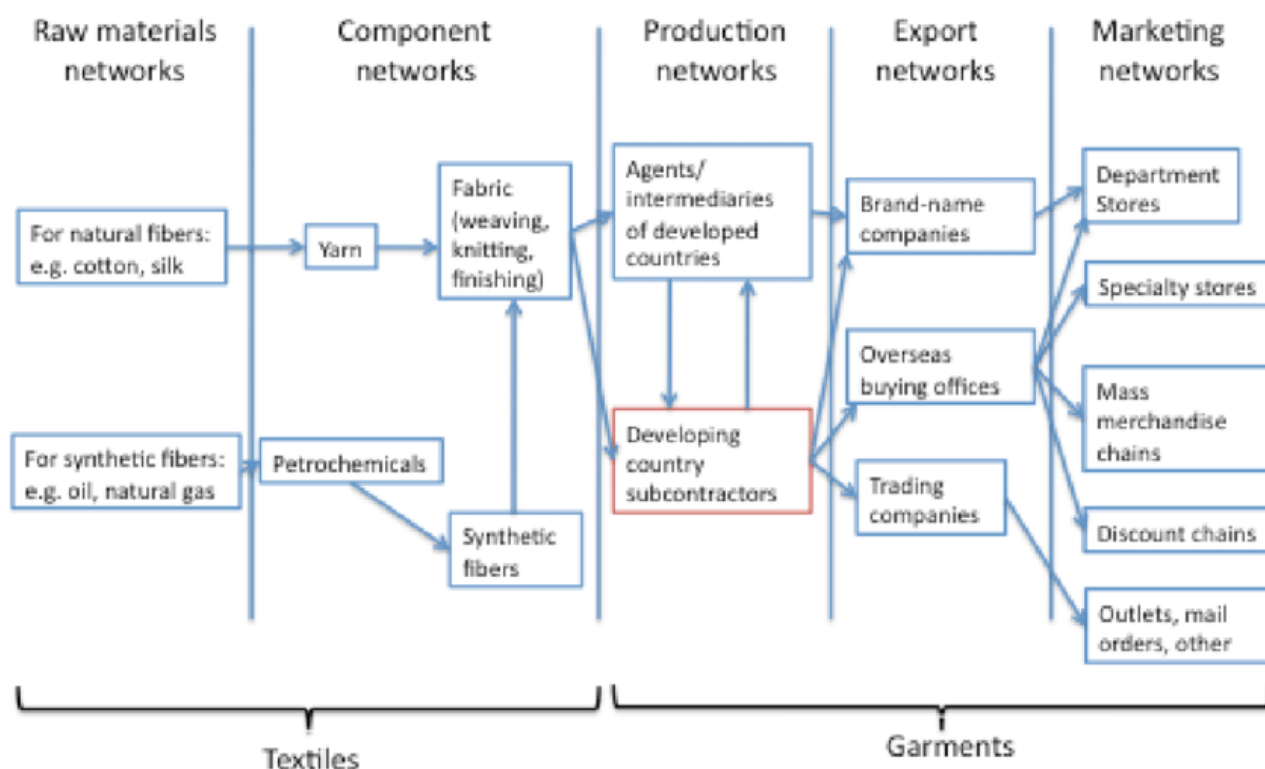 Raw materials
networks
Component
networks
Production
networks
Export
networks
Marketing
networks
For natural fibers:
e.g. cotton, silk
Yarn
Fabric
(weaving,
knitting,
finishing)
Agents/
intermediaries
of developed
countries
Brand-name
companies
Department
Stores
Specialty stores
Overseas
buying offices
Mass
merchandise
chains
For synthetic fibers:
e.g. oil, natural gas
Petrochemicals
Synthetic
fibers
Developing
country
subcontractors
Trading
companies
Discount chains
Outlets, mail
orders, other
Textiles
Garments